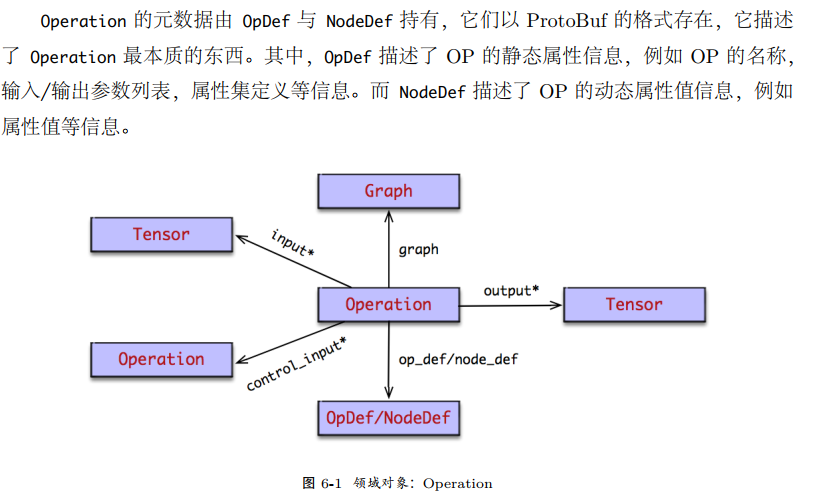 Operation 的元数据由 OpDef 与 NodeDef 持有，它们以 ProtoBuf 的格式存在，它描述
了 Operation 最本质的东西。其中，OpDef 描述了 OP 的静态属性信息，例如 OP 的名称，
输入/输出参数列表，属性集定义等信息。而 NodeDef 描述了 OP 的动态属性值信息，例如
属性值等信息。
Graph
Tensor
input*
graph
Operation
output*
Tensor
Operation
control_input*
op_def/node_def
OpDef/NodeDef
图 6-1 领域对象：Operation